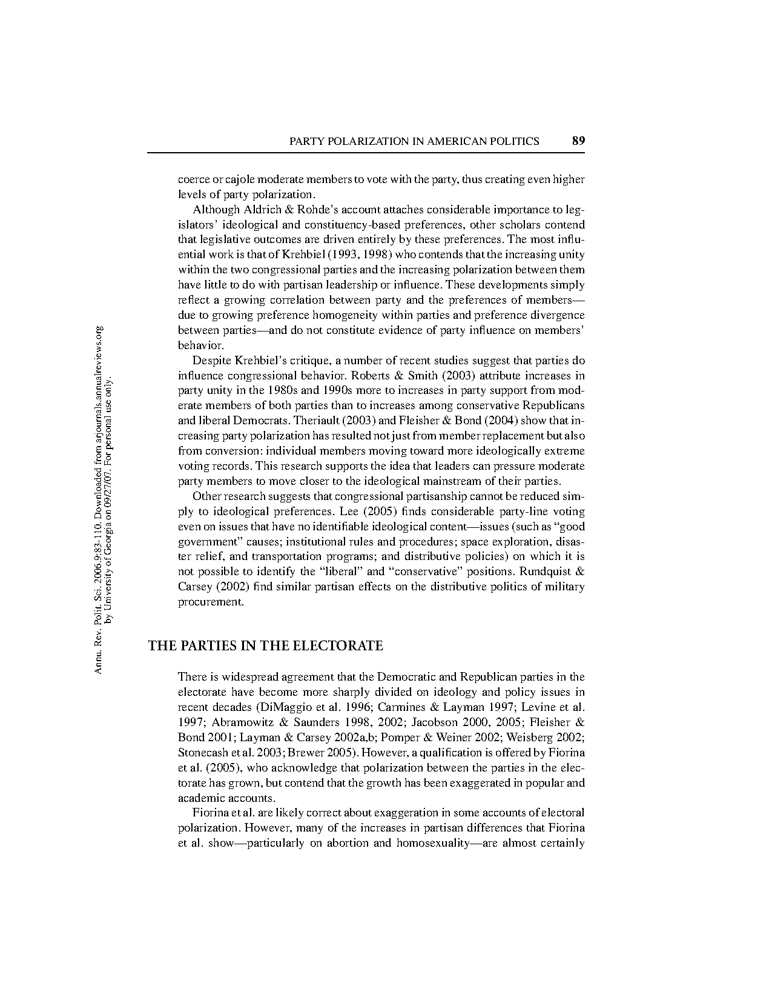 PARTY POLARIZATION IN AMERICAN POLITICS 89
coerce or cajole moderate members to vote with the party, thus creating even higher
levels of party polarization.
Although Aldrich & Rohde's account attaches considerable importance to leg-
islators' ideological and constituency-based preferences, other scholars contend
that legislative outcomes are driven entirely by these preferences. The most influ-
ential work is that of Krehbiel (1993, 1998) who contends that the increasing unity
within the two congressional parties and the increasing polarization between them
have little to do with partisan leadership or influence. These developments simply
reflect a growing correlation between party and the preferences of members—
due to growing preference homogeneity within parties and preference divergence
between parties—and do not constitute evidence of party influence on members'
behavior.
Despite Krehbiel's critique, a number of recent studies suggest that parties do
influence congressional behavior. Roberts & Smith (2003) attribute increases in
party unity in the 1980s and 1990s more to increases in party support from mod-
erate members of both parties than to increases among conservative Republicans
and liberal Democrats. Theriault (2003) and Fleisher & Bond (2004) show that in-
creasing party polarization has resulted not just from member replacement but also
from conversion: individual members moving toward more ideologically extreme
voting records. This research supports the idea that leaders can pressure moderate
party members to move closer to the ideological mainstream of their parties.
Other research suggests that congressional partisanship cannot be reduced sim-
ply to ideological preferences. Lee (2005) finds considerable party-line voting
even on issues that have no identifiable ideological content—issues (such as “good
government” causes; institutional rules and procedures; space exploration, disas-
ter relief, and transportation programs; and distributive policies) on which it is
not possible to identify the “liberal” and “conservative” positions. Rundquist &
Carsey (2002) find similar partisan effects on the distributive politics of military
procurement.
THE PARTIES IN THE ELECTORATE
There is widespread agreement that the Democratic and Republican parties in the
electorate have become more sharply divided on ideology and policy issues in
recent decades (DiMaggio et al. 1996; Carmines & Layman 1997; Levine et al.
1997; Abramowitz & Saunders 1998, 2002; Jacobson 2000, 2005; Fleisher &
Bond 2001; Layman & Carsey 2002a,b; Pomper & Weiner 2002; Weisberg 2002;
Stonecash et al. 2003; Brewer 2005). However, a qualification is offered by Fiorina
et al. (2005), who acknowledge that polarization between the parties in the elec-
torate has grown, but contend that the growth has been exaggerated in popular and
academic accounts.
Fiorina et al. are likely correct about exaggeration in some accounts of electoral
polarization. However, many of the increases in partisan differences that Fiorina
et al. show—particularly on abortion and homosexuality—are almost certainly
Annu. Rev. Polit. Sci. 2006.9:83-110. Downloaded from arjournals.annualreviews.org
by University of Georgia on 09/27/07. For personal use only.